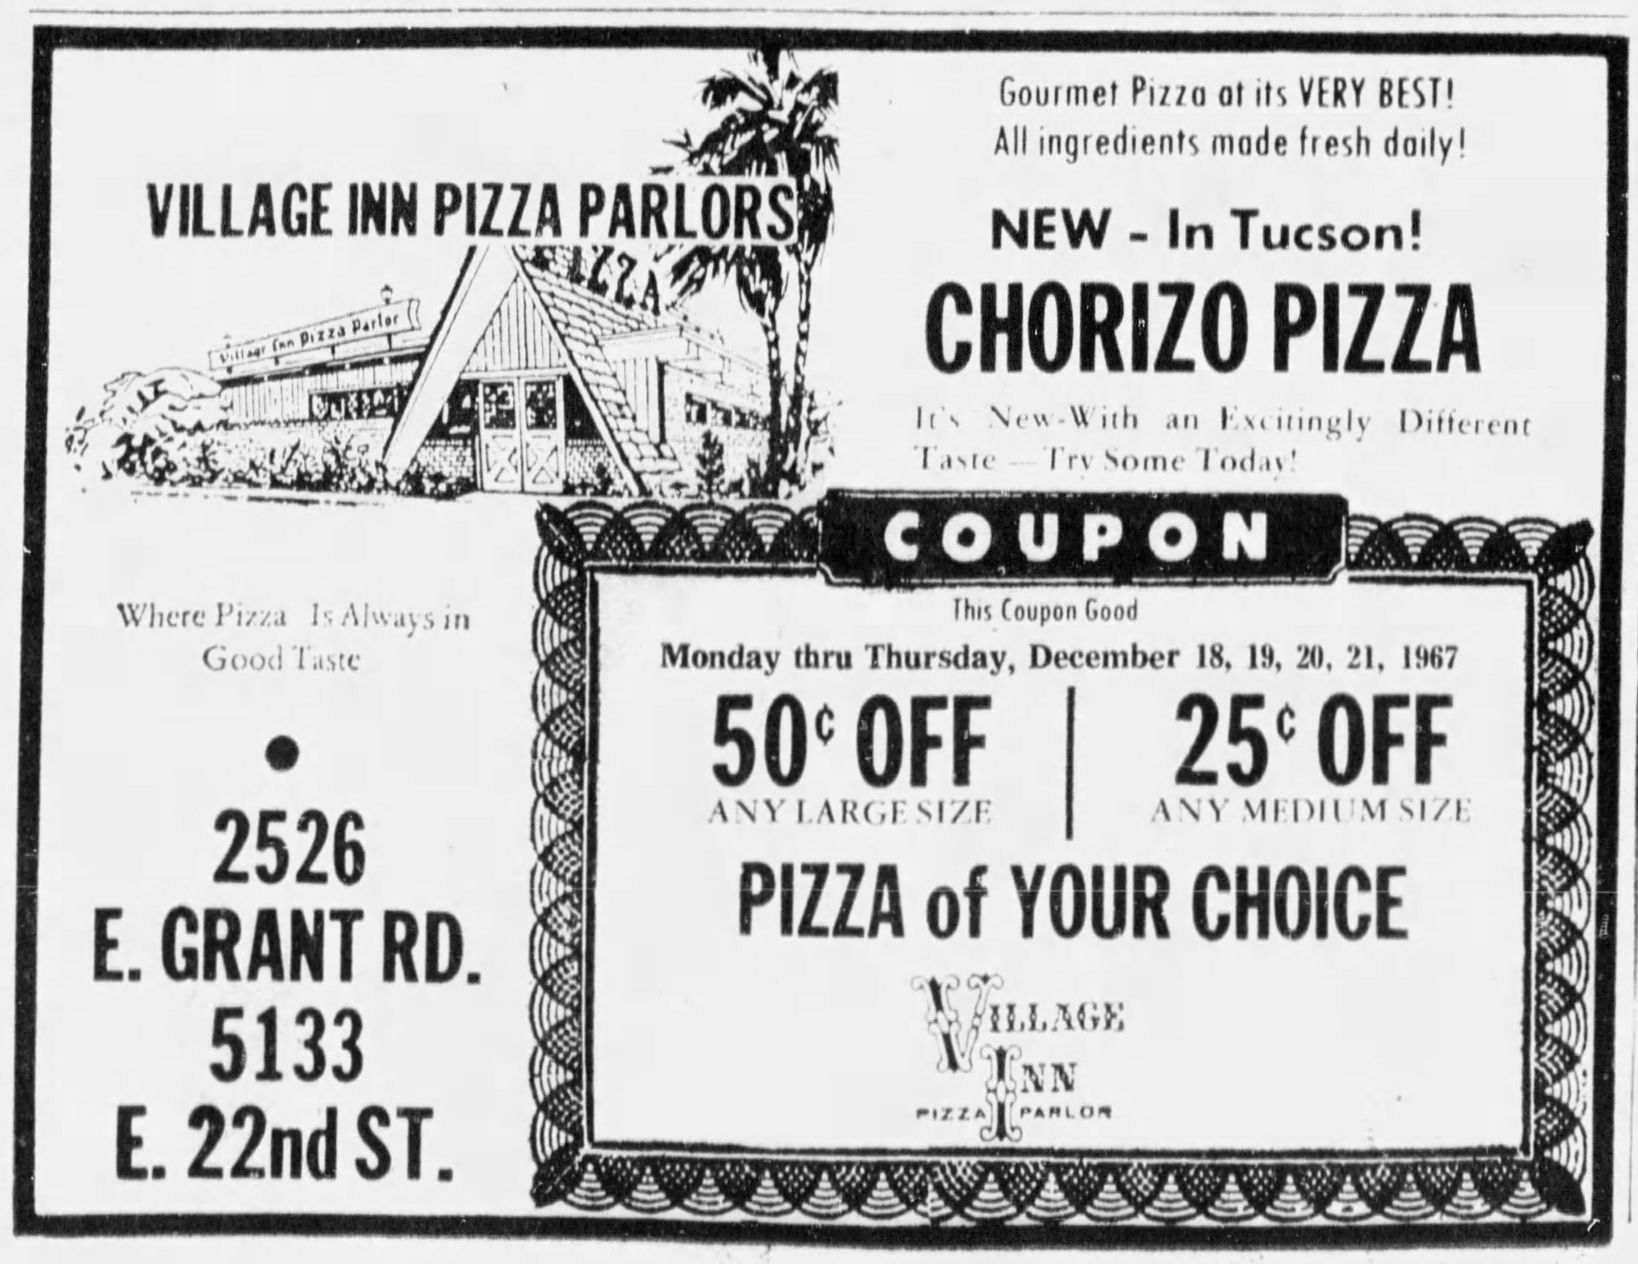 VILLAGE INN PIZZA PARLORS
PIZZA
Village Inn Pizza Parlor
Gourmet Pizza at its VERY BEST!
All ingredients made fresh daily!
NEW - In Tucson!
CHORIZO PIZZA
It's New-With an Excitingly Different
Taste — Try Some Today!
Where Pizza Is Always in
Good Taste
2526
E. GRANT RD.
5133
E. 22nd ST.
COUPON
This Coupon Good
Monday thru Thursday, December 18, 19, 20, 21, 1967
50¢ OFF
ANY LARGE SIZE
25¢ OFF
ANY MEDIUM SIZE
PIZZA of YOUR CHOICE
VILLAGE
INN
PIZZA PARLOR